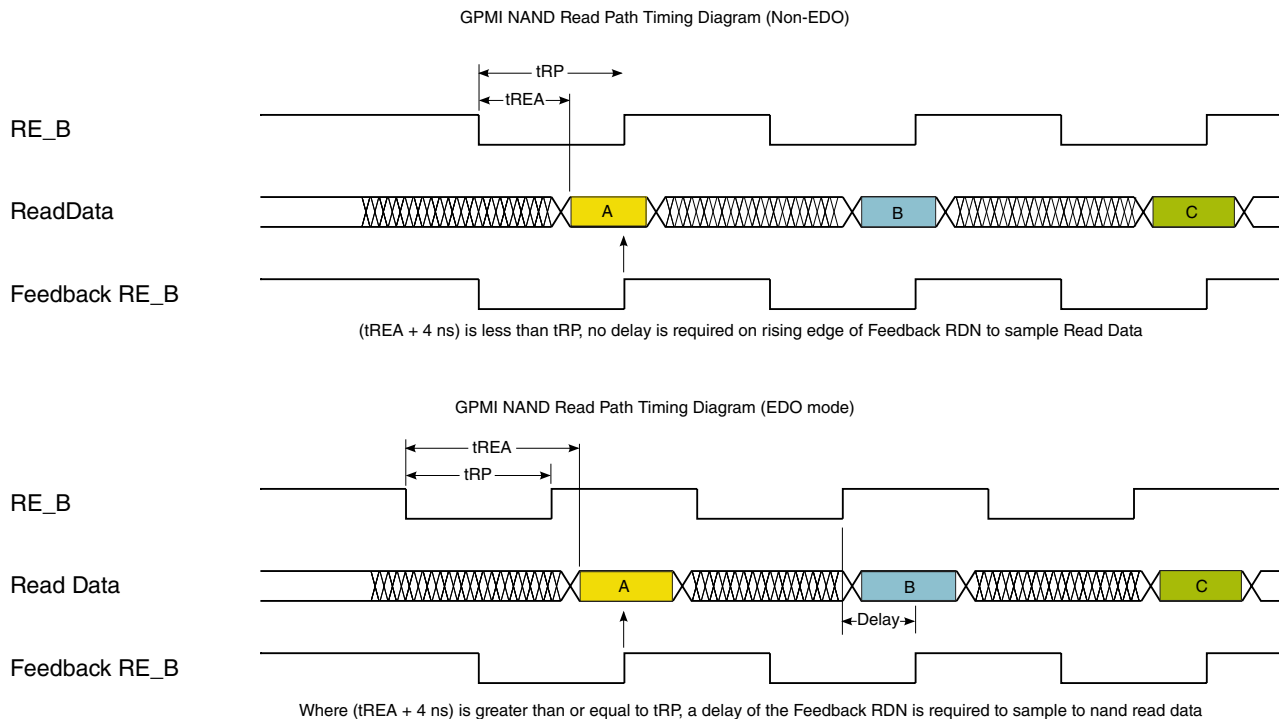 GPMI NAND Read Path Timing Diagram (Non-EDO)
tRP
tREA
RE_B
ReadData
A
B
C
Feedback RE_B
(tREA + 4 ns) is less than tRP, no delay is required on rising edge of Feedback RDN to sample Read Data
GPMI NAND Read Path Timing Diagram (EDO mode)
tREA
tRP
RE_B
Read Data
A
B
C
Delay
Feedback RE_B
Where (tREA + 4 ns) is greater than or equal to tRP, a delay of the Feedback RDN is required to sample to nand read data